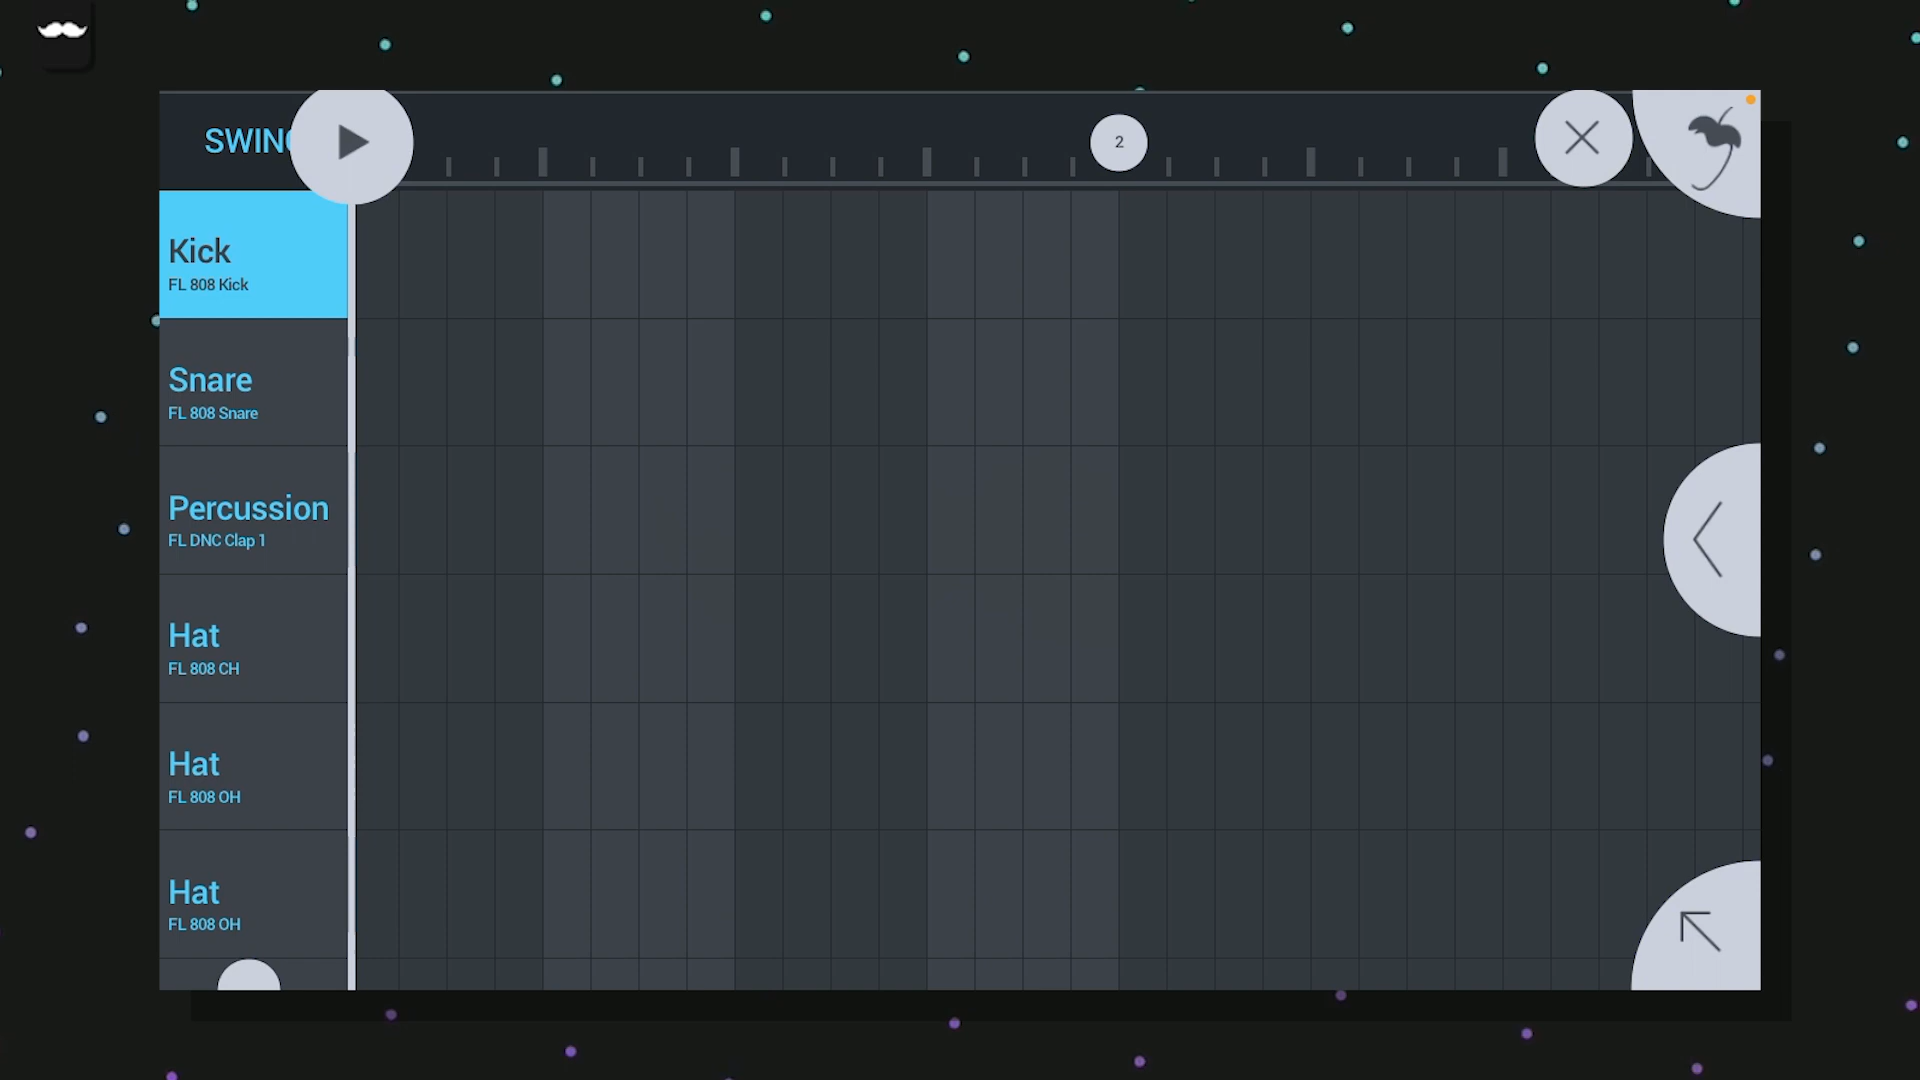 SWING
2
Kick
FL 808 Kick
Snare
FL 808 Snare
Percussion
FL DNC Clap 1
Hat
FL 808 CH
Hat
FL 808 OH
Hat
FL 808 OH